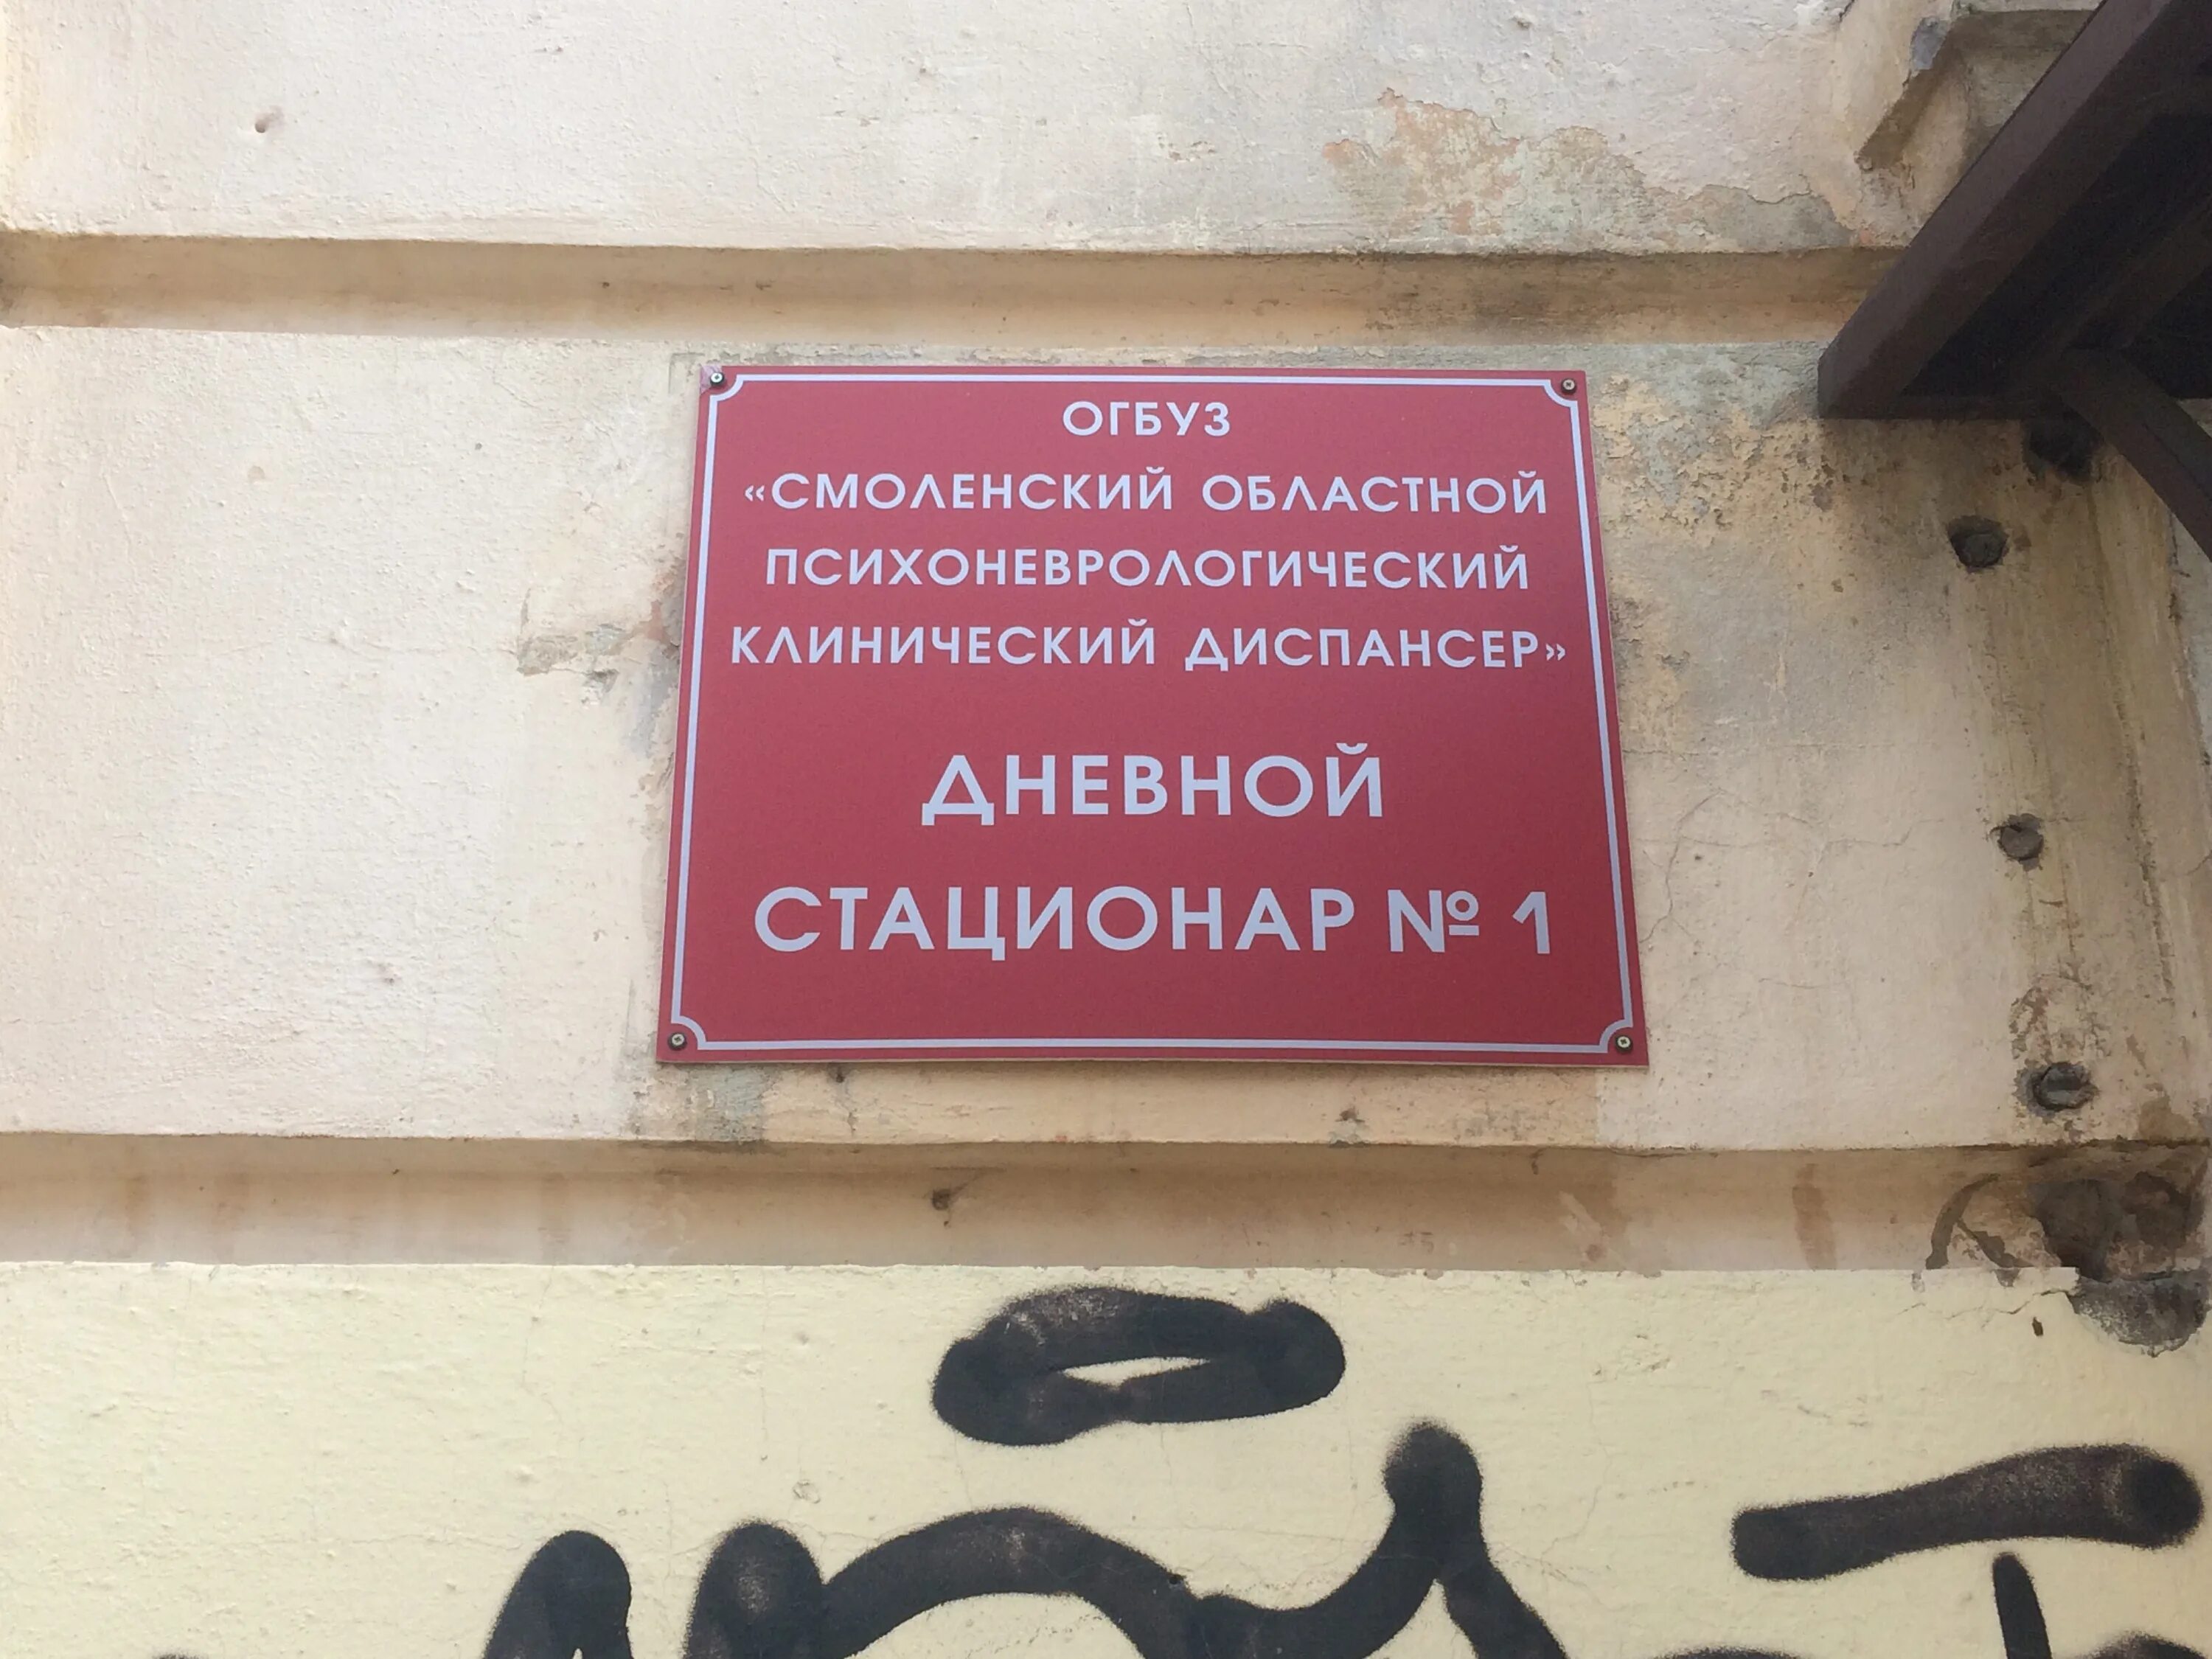 ОГБУЗ
«СМОЛЕНСКИЙ ОБЛАСТНОЙ
ПСИХОНЕВРОЛОГИЧЕСКИЙ
КЛИНИЧЕСКИЙ ДИСПАНСЕР»
ДНЕВНОЙ
СТАЦИОНАР № 1